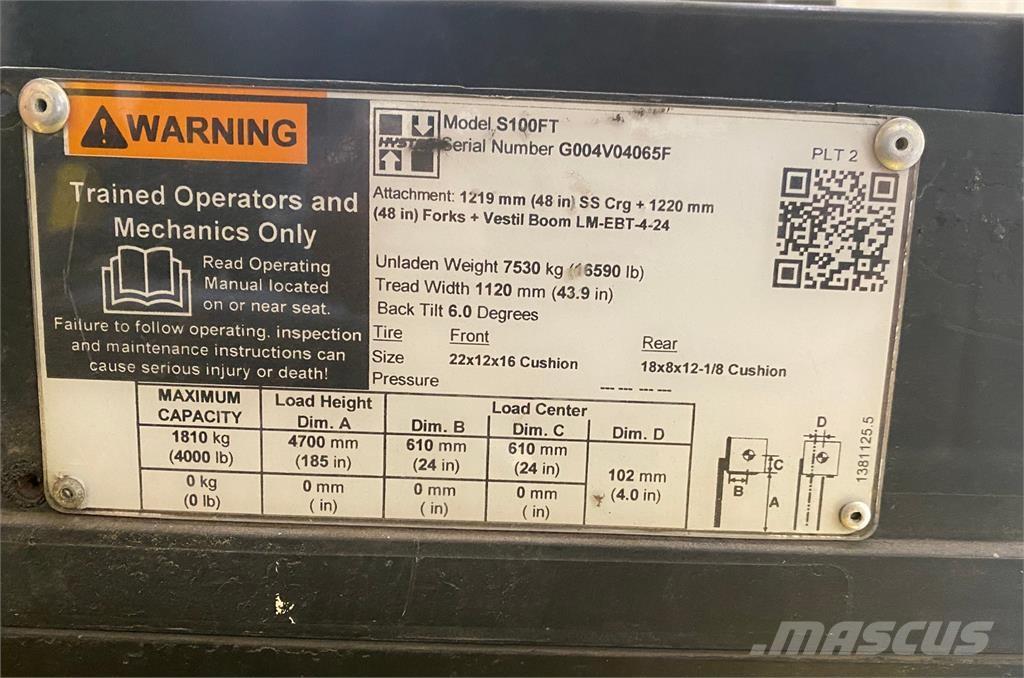 WARNING
Trained Operators and
Mechanics Only
Read Operating
Manual located
on or near seat.
Failure to follow operating, inspection
and maintenance instructions can
cause serious injury or death!
HYSTER
Model S100FT
Serial Number G004V04065F
PLT 2
Attachment: 1219 mm (48 in) SS Crg + 1220 mm
(48 in) Forks + Vestil Boom LM-EBT-4-24
Unladen Weight 7530 kg (16590 lb)
Tread Width 1120 mm (43.9 in)
Back Tilt 6.0 Degrees
Tire Front Rear
Size 22x12x16 Cushion 18x8x12-1/8 Cushion
Pressure --- --- --- ---
MAXIMUM CAPACITY Load Height Dim. A Load Center
Dim. B Dim. C Dim. D
1810 kg 4700 mm 610 mm 610 mm 102 mm
(4000 lb) (185 in) (24 in) (24 in) (4.0 in)
0 kg 0 mm 0 mm 0 mm
(0 lb) ( in) ( in) ( in)
D
C
B
A
1381125.5
MASCUS